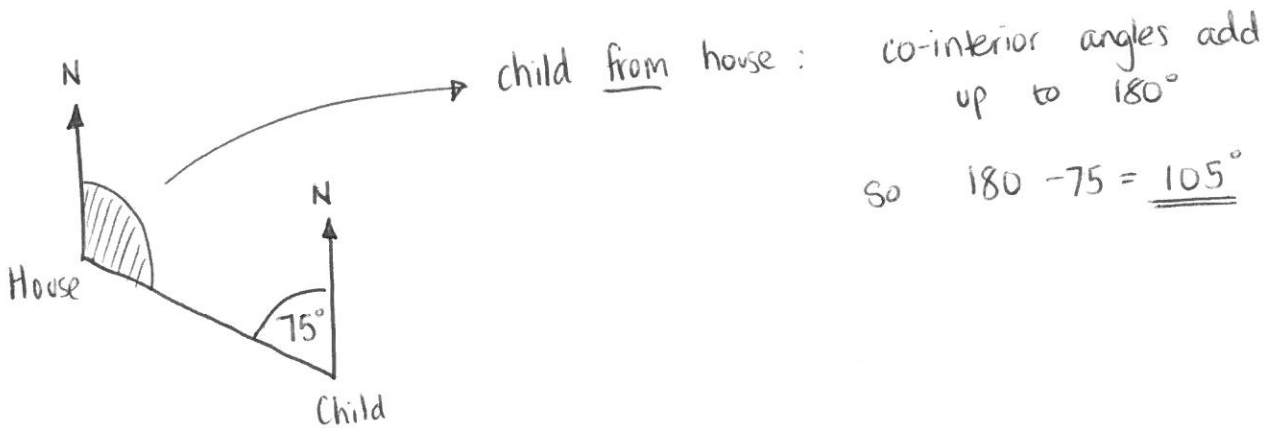 N
child from house :
co-interior angles add
up to 180°
So 180 - 75 = 105°
N
House
75°
Child